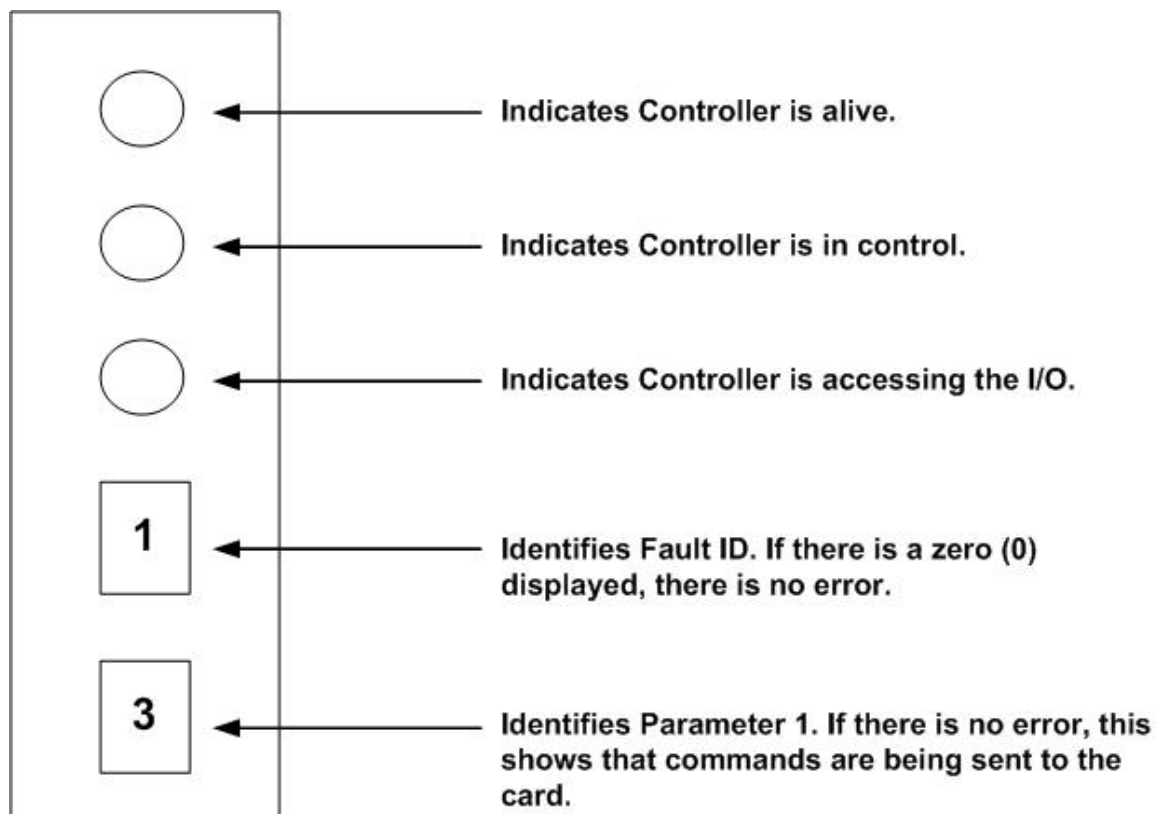 Indicates Controller is alive.
Indicates Controller is in control.
Indicates Controller is accessing the I/O.
1
Identifies Fault ID. If there is a zero (0)
displayed, there is no error.
3
Identifies Parameter 1. If there is no error, this
shows that commands are being sent to the
card.